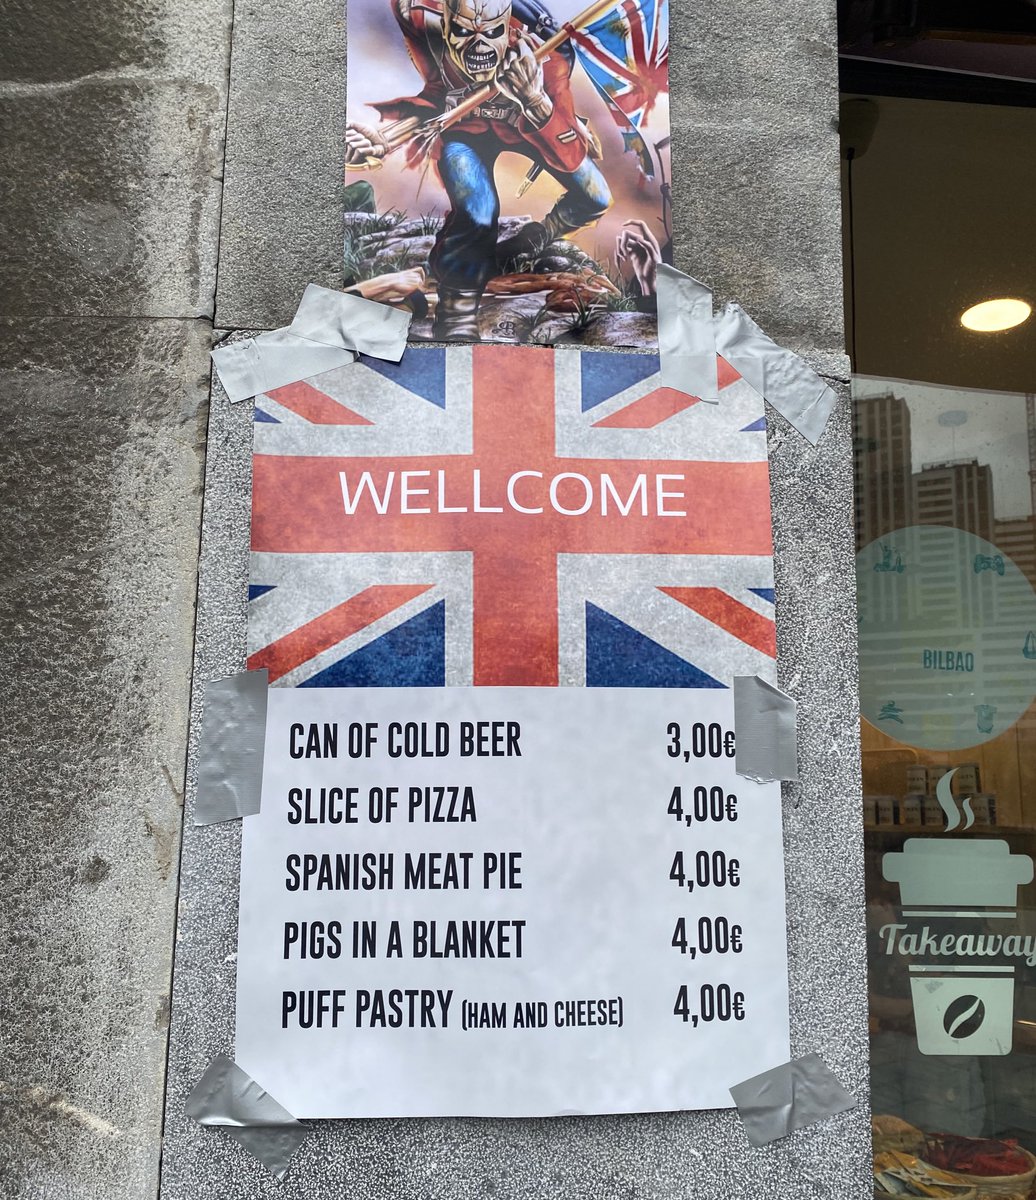 WELLCOME
CAN OF COLD BEER 3,00€
SLICE OF PIZZA 4,00€
SPANISH MEAT PIE 4,00€
PIGS IN A BLANKET 4,00€
PUFF PASTRY (HAM AND CHEESE) 4,00€
BILBAO
Takeaway